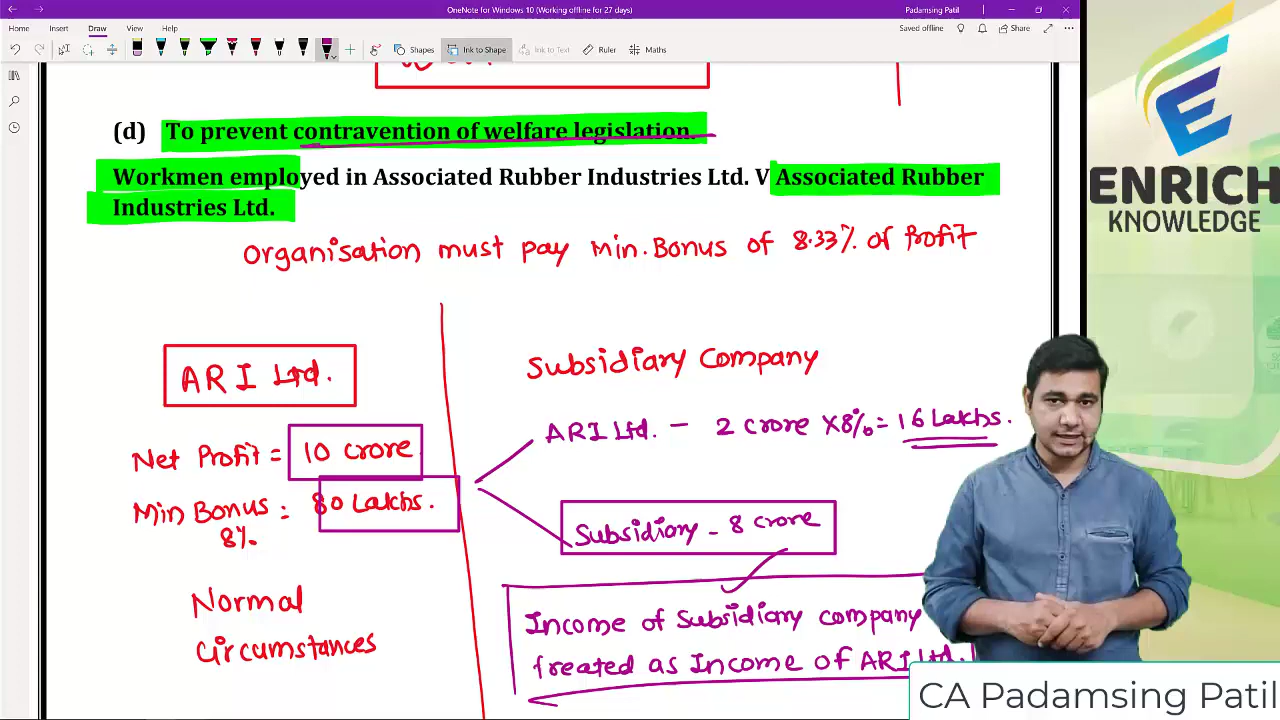 OneNote for Windows 10 (Working offline for 27 days)
Padamsing Patil
Home Insert Draw View Help
Saved offline
Share
Shapes
Ink to Shape
Ink to Text
Ruler
Maths
(d) To prevent contravention of welfare legislation.
Workmen employed in Associated Rubber Industries Ltd. V Associated Rubber
Industries Ltd.
Organisation must pay Min. Bonus of 8.33% of Profit
ARI Ltd.
Net Profit = 10 crore
Min Bonus = 80 Lakhs.
8%
Normal
Circumstances
Subsidiary Company
ARI Ltd. - 2 crore X8%= 16 Lakhs.
Subsidiary - 8 crore
Income of Subsidiary company
treated as Income of ARI Ltd.
ENRICH
KNOWLEDGE
CA Padamsing Patil